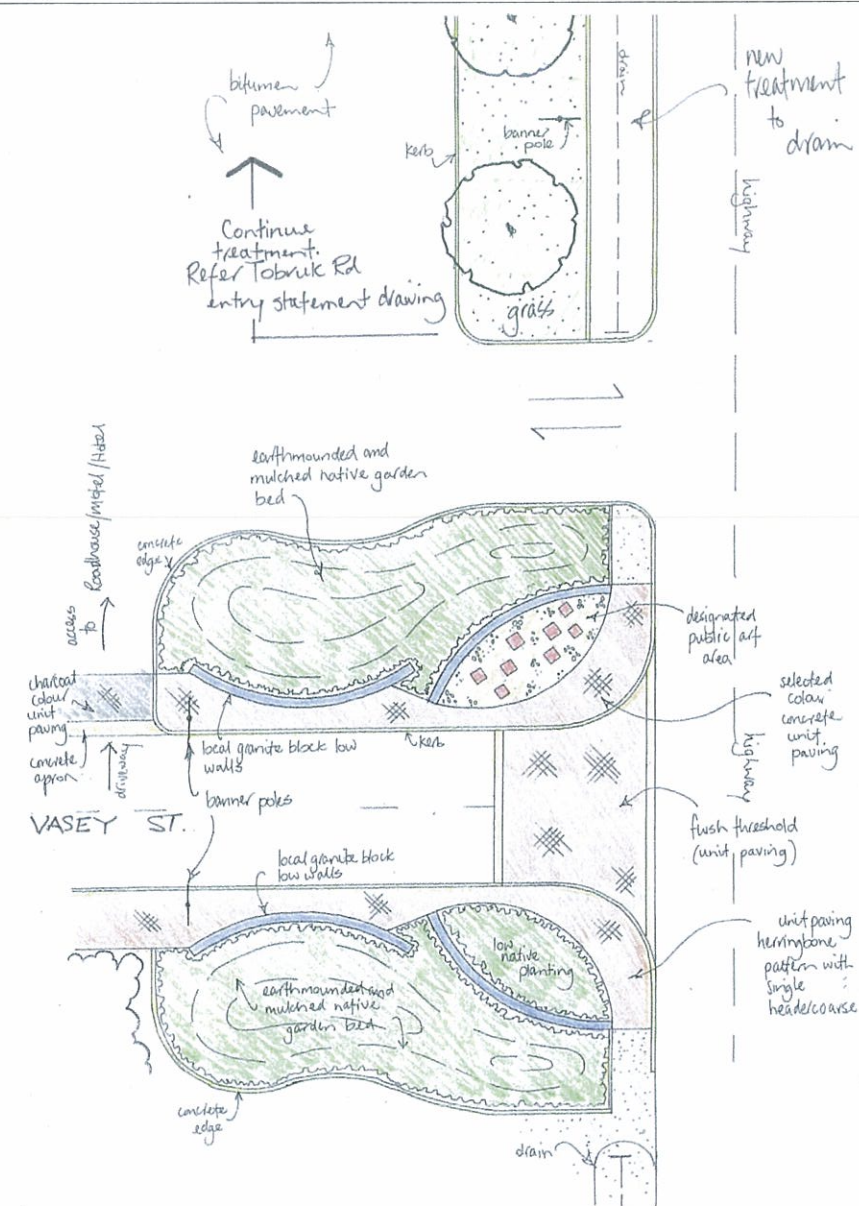 bitumen
pavement
drain
new
treatment
to
drain
banner
pole
kerb
highway
Continue
treatment.
Refer Tobruk Rd
entry statement drawing
grass
earthmounded and
mulched native garden
bed
access
to
Roadhouse/Motel/Hotel
concrete
edge
designated
public art
area
charcoal
colour
unit
paving
selected
colour
concrete
unit
paving
concrete
apron
driveway
local granite block low
walls
kerb
highway
banner poles
VASEY ST.
flush threshold
(unit paving)
local granite block
low walls
low
native
planting
unit paving
herringbone
pattern with
single
headercoarse
earthmounded and
mulched native
garden bed
concrete
edge
drain